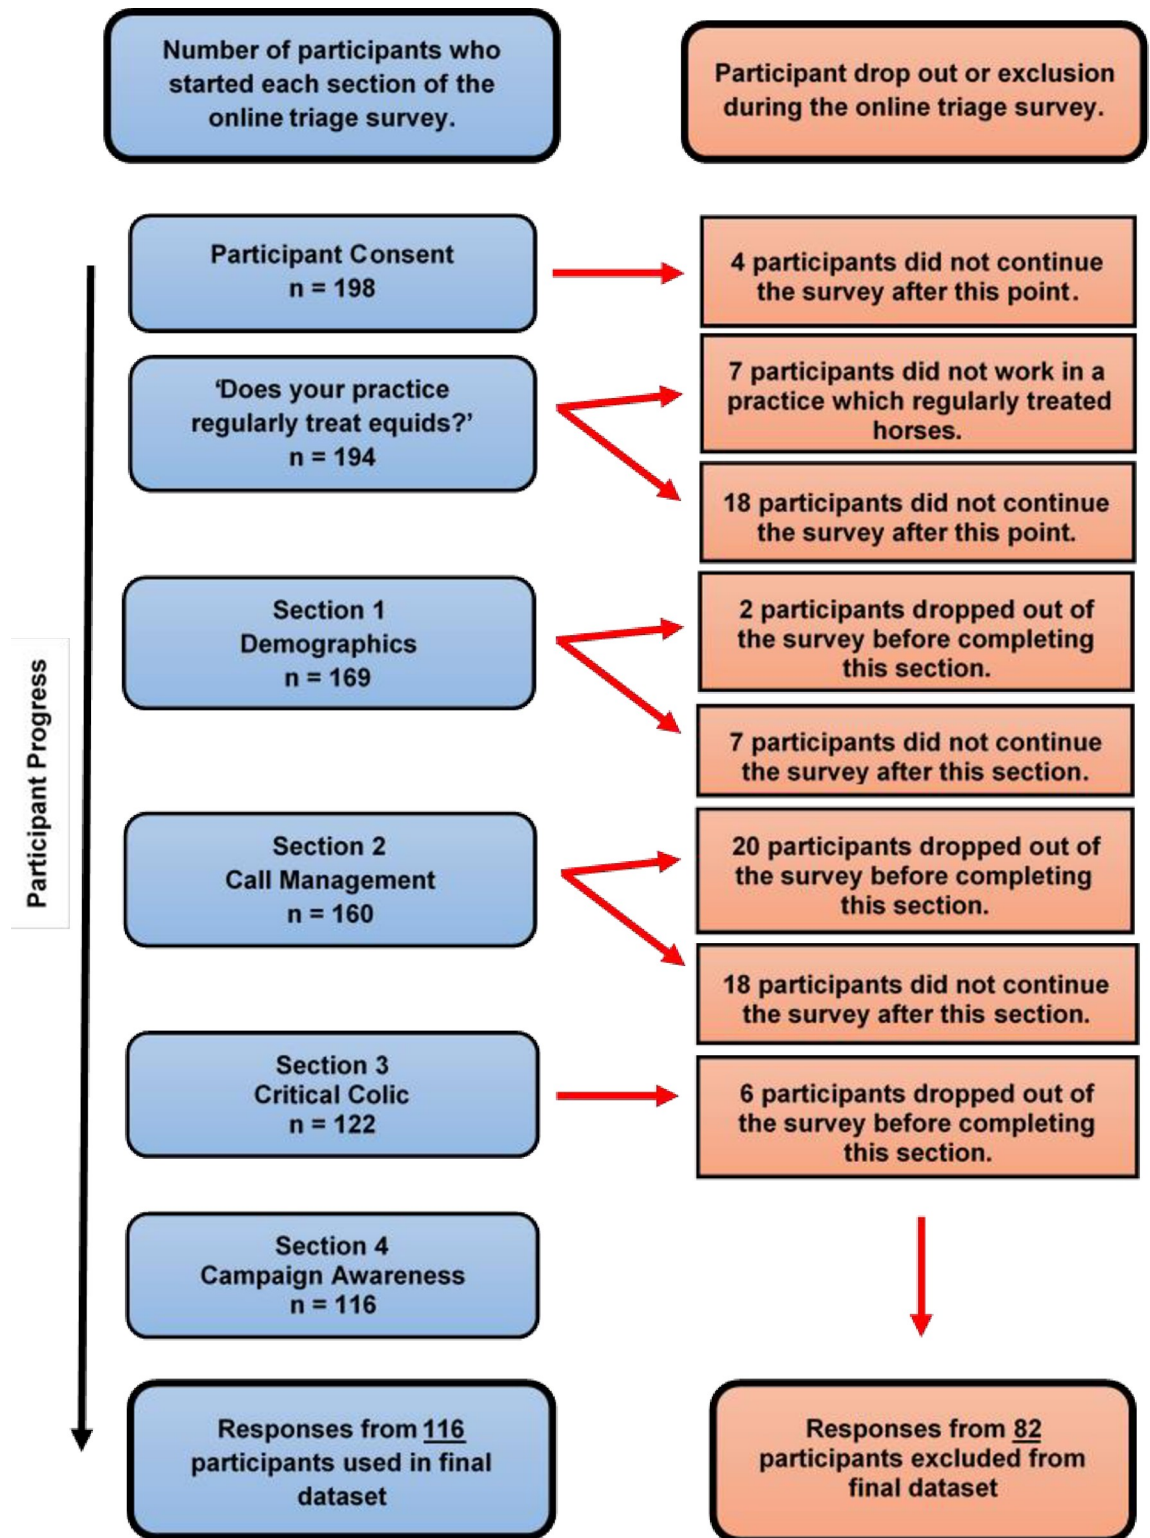 Number of participants who
started each section of the
online triage survey.
Participant drop out or exclusion
during the online triage survey.
Participant Progress
Participant Consent
n = 198
4 participants did not continue
the survey after this point.
‘Does your practice
regularly treat equids?’
n = 194
7 participants did not work in a
practice which regularly treated
horses.
18 participants did not continue
the survey after this point.
Section 1
Demographics
n = 169
2 participants dropped out of
the survey before completing
this section.
7 participants did not continue
the survey after this section.
Section 2
Call Management
n = 160
20 participants dropped out of
the survey before completing
this section.
18 participants did not continue
the survey after this section.
Section 3
Critical Colic
n = 122
6 participants dropped out of
the survey before completing
this section.
Section 4
Campaign Awareness
n = 116
Responses from 116
participants used in final
dataset
Responses from 82
participants excluded from
final dataset